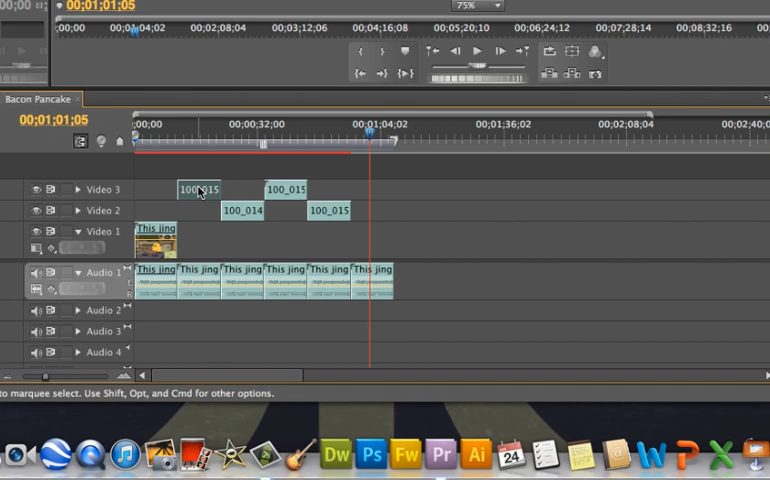 00;00
00;01;01;05
75%
;00;00
00;01;04;02
00;02;08;04
00;03;12;06
00;04;16;08
00;05;20;10
00;06;24;12
00;07;28;14
00;08;32;16
00;
Bacon Pancake
00;01;01;05
;00;00
00;00;32;00
00;01;04;02
00;01;36;02
00;02;08;04
00;02;40;0
Video 3
100_015
100_015
Video 2
100_014
100_015
Video 1
This jing
Audio 1
This jing
This jing
This jing
This jing
This jing
This jing
L
R
Audio 2
Audio 3
Audio 4
to marquee select. Use Shift, Opt, and Cmd for other options.
Dw
Ps
Fw
Pr
Ai
24
W
P
X